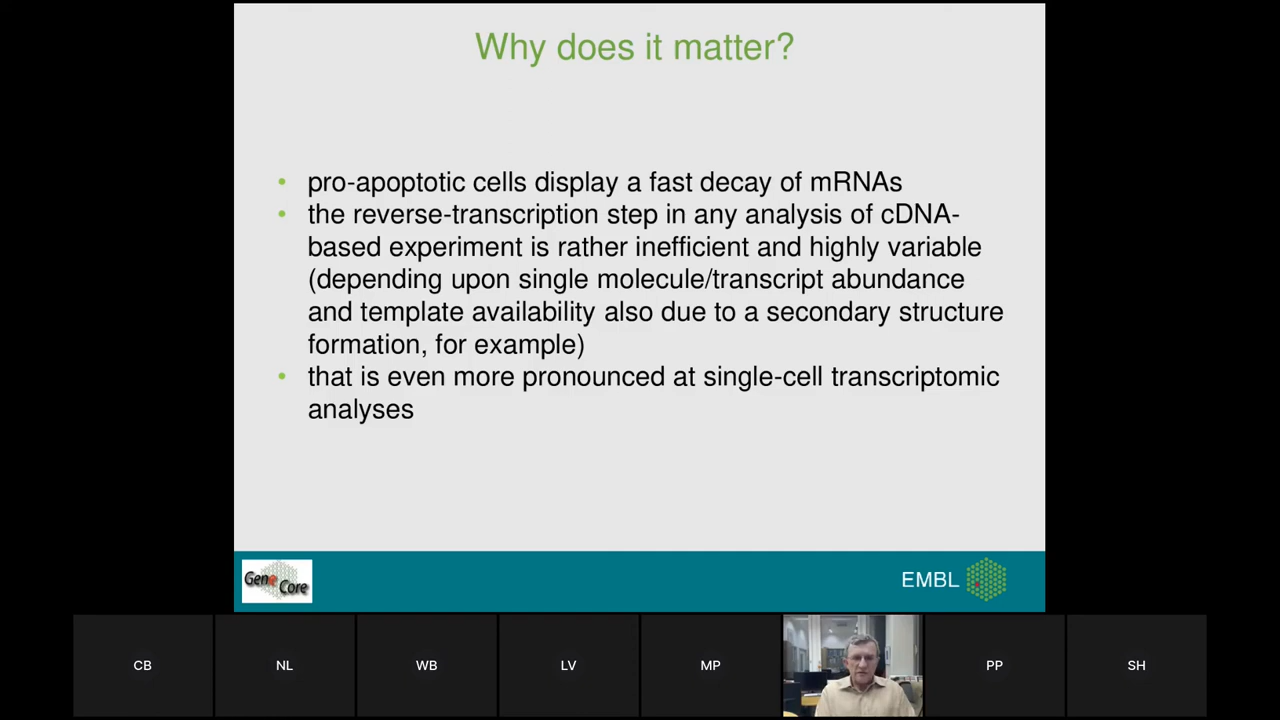 Why does it matter?
• pro-apoptotic cells display a fast decay of mRNAs
• the reverse-transcription step in any analysis of cDNA-
based experiment is rather inefficient and highly variable
(depending upon single molecule/transcript abundance
and template availability also due to a secondary structure
formation, for example)
• that is even more pronounced at single-cell transcriptomic
analyses
Gene Core
EMBL
CB NL WB LV MP PP SH